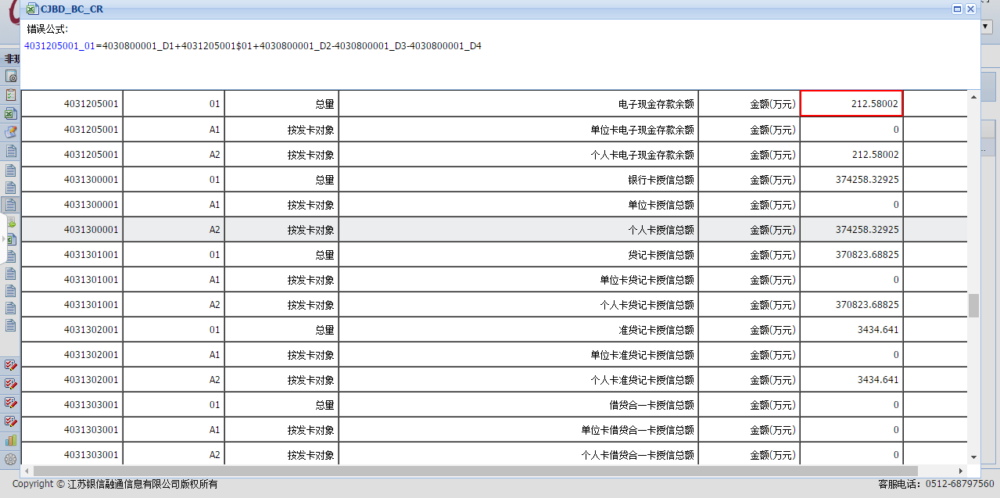 CJBD_BC_CR
错误公式:
4031205001_01=4030800001_D1+4031205001$01+4030800001_D2-4030800001_D3-4030800001_D4
非现
4031205001 01 总量 电子现金存款余额 金额(万元) 212.58002
4031205001 A1 按发卡对象 单位卡电子现金存款余额 金额(万元) 0
4031205001 A2 按发卡对象 个人卡电子现金存款余额 金额(万元) 212.58002
4031300001 01 总量 银行卡授信总额 金额(万元) 374258.32925
4031300001 A1 按发卡对象 单位卡授信总额 金额(万元) 0
4031300001 A2 按发卡对象 个人卡授信总额 金额(万元) 374258.32925
4031301001 01 总量 贷记卡授信总额 金额(万元) 370823.68825
4031301001 A1 按发卡对象 单位卡贷记卡授信总额 金额(万元) 0
4031301001 A2 按发卡对象 个人卡贷记卡授信总额 金额(万元) 370823.68825
4031302001 01 总量 准贷记卡授信总额 金额(万元) 3434.641
4031302001 A1 按发卡对象 单位卡准贷记卡授信总额 金额(万元) 0
4031302001 A2 按发卡对象 个人卡准贷记卡授信总额 金额(万元) 3434.641
4031303001 01 总量 借贷合一卡授信总额 金额(万元) 0
4031303001 A1 按发卡对象 单位卡借贷合一卡授信总额 金额(万元) 0
4031303001 A2 按发卡对象 个人卡借贷合一卡授信总额 金额(万元) 0
Copyright © 江苏银信融通信息有限公司版权所有 客服电话：0512-68797560